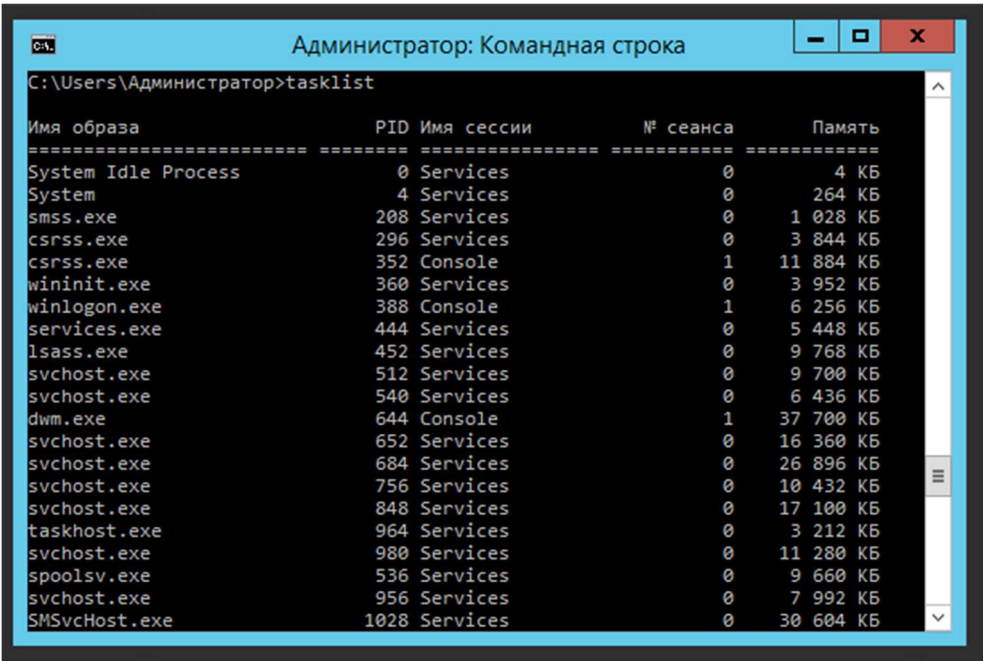 Администратор: Командная строка
C:\Users\Администратор>tasklist
Имя образа                     PID Имя сессии          № сеанса       Память
========================= ======== ================ =========== ============
System Idle Process              0 Services                   0         4 КБ
System                           4 Services                   0       264 КБ
smss.exe                       208 Services                   0     1 028 КБ
csrss.exe                      296 Services                   0     3 844 КБ
csrss.exe                      352 Console                    1    11 884 КБ
wininit.exe                    360 Services                   0     3 952 КБ
winlogon.exe                   388 Console                    1     6 256 КБ
services.exe                   444 Services                   0     5 448 КБ
lsass.exe                      452 Services                   0     9 768 КБ
svchost.exe                    512 Services                   0     9 700 КБ
svchost.exe                    540 Services                   0     6 436 КБ
dwm.exe                        644 Console                    1    37 700 КБ
svchost.exe                    652 Services                   0    16 360 КБ
svchost.exe                    684 Services                   0    26 896 КБ
svchost.exe                    756 Services                   0    10 432 КБ
svchost.exe                    848 Services                   0    17 100 КБ
taskhost.exe                   964 Services                   0     3 212 КБ
svchost.exe                    980 Services                   0    11 280 КБ
spoolsv.exe                    536 Services                   0     9 660 КБ
svchost.exe                    956 Services                   0     7 992 КБ
SMSvcHost.exe                 1028 Services                   0    30 604 КБ